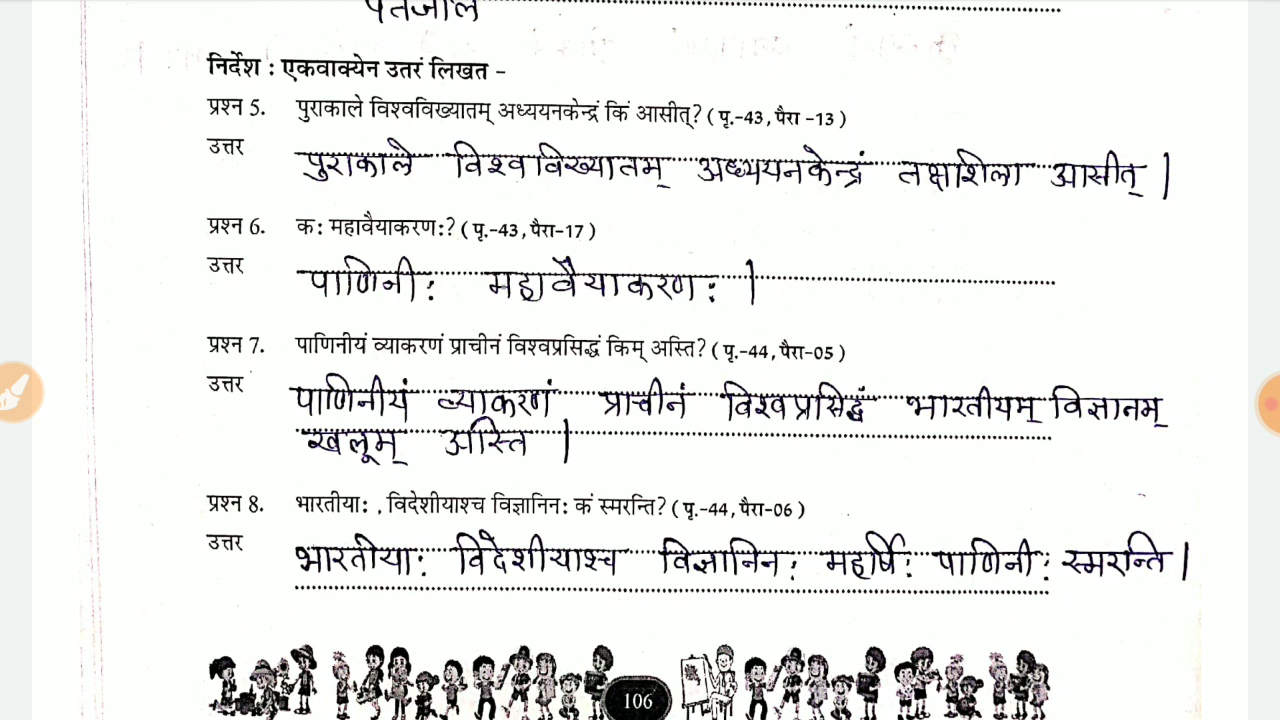 पतंजलि
निर्देश : एकवाक्येन उतरं लिखत -
प्रश्न 5. पुराकाले विश्वविख्यातम् अध्ययनकेन्द्रं किं आसीत्? ( पृ.-43, पैरा -13 )
उत्तर पुराकाले विश्वविख्यातम् अध्ययनकेन्द्रं तक्षशिला आसीत् |
प्रश्न 6. कः महावैयाकरण:? ( पृ.-43, पैरा-17 )
उत्तर पाणिनी: महावैयाकरण: |
प्रश्न 7. पाणिनीयं व्याकरणं प्राचीनं विश्वप्रसिद्धं किम् अस्ति? ( पृ.-44, पैरा-05 )
उत्तर पाणिनीयं व्याकरणं प्राचीनं विश्वप्रसिद्धं भारतीयम् विज्ञानम्
खलूम् अस्ति |
प्रश्न 8. भारतीया: , विदेशीयाश्च विज्ञानिन: कं स्मरन्ति? ( पृ.-44, पैरा-06 )
उत्तर भारतीया: विदेशीयाश्च विज्ञानिन: महर्षि: पाणिनी: स्मरन्ति |
106